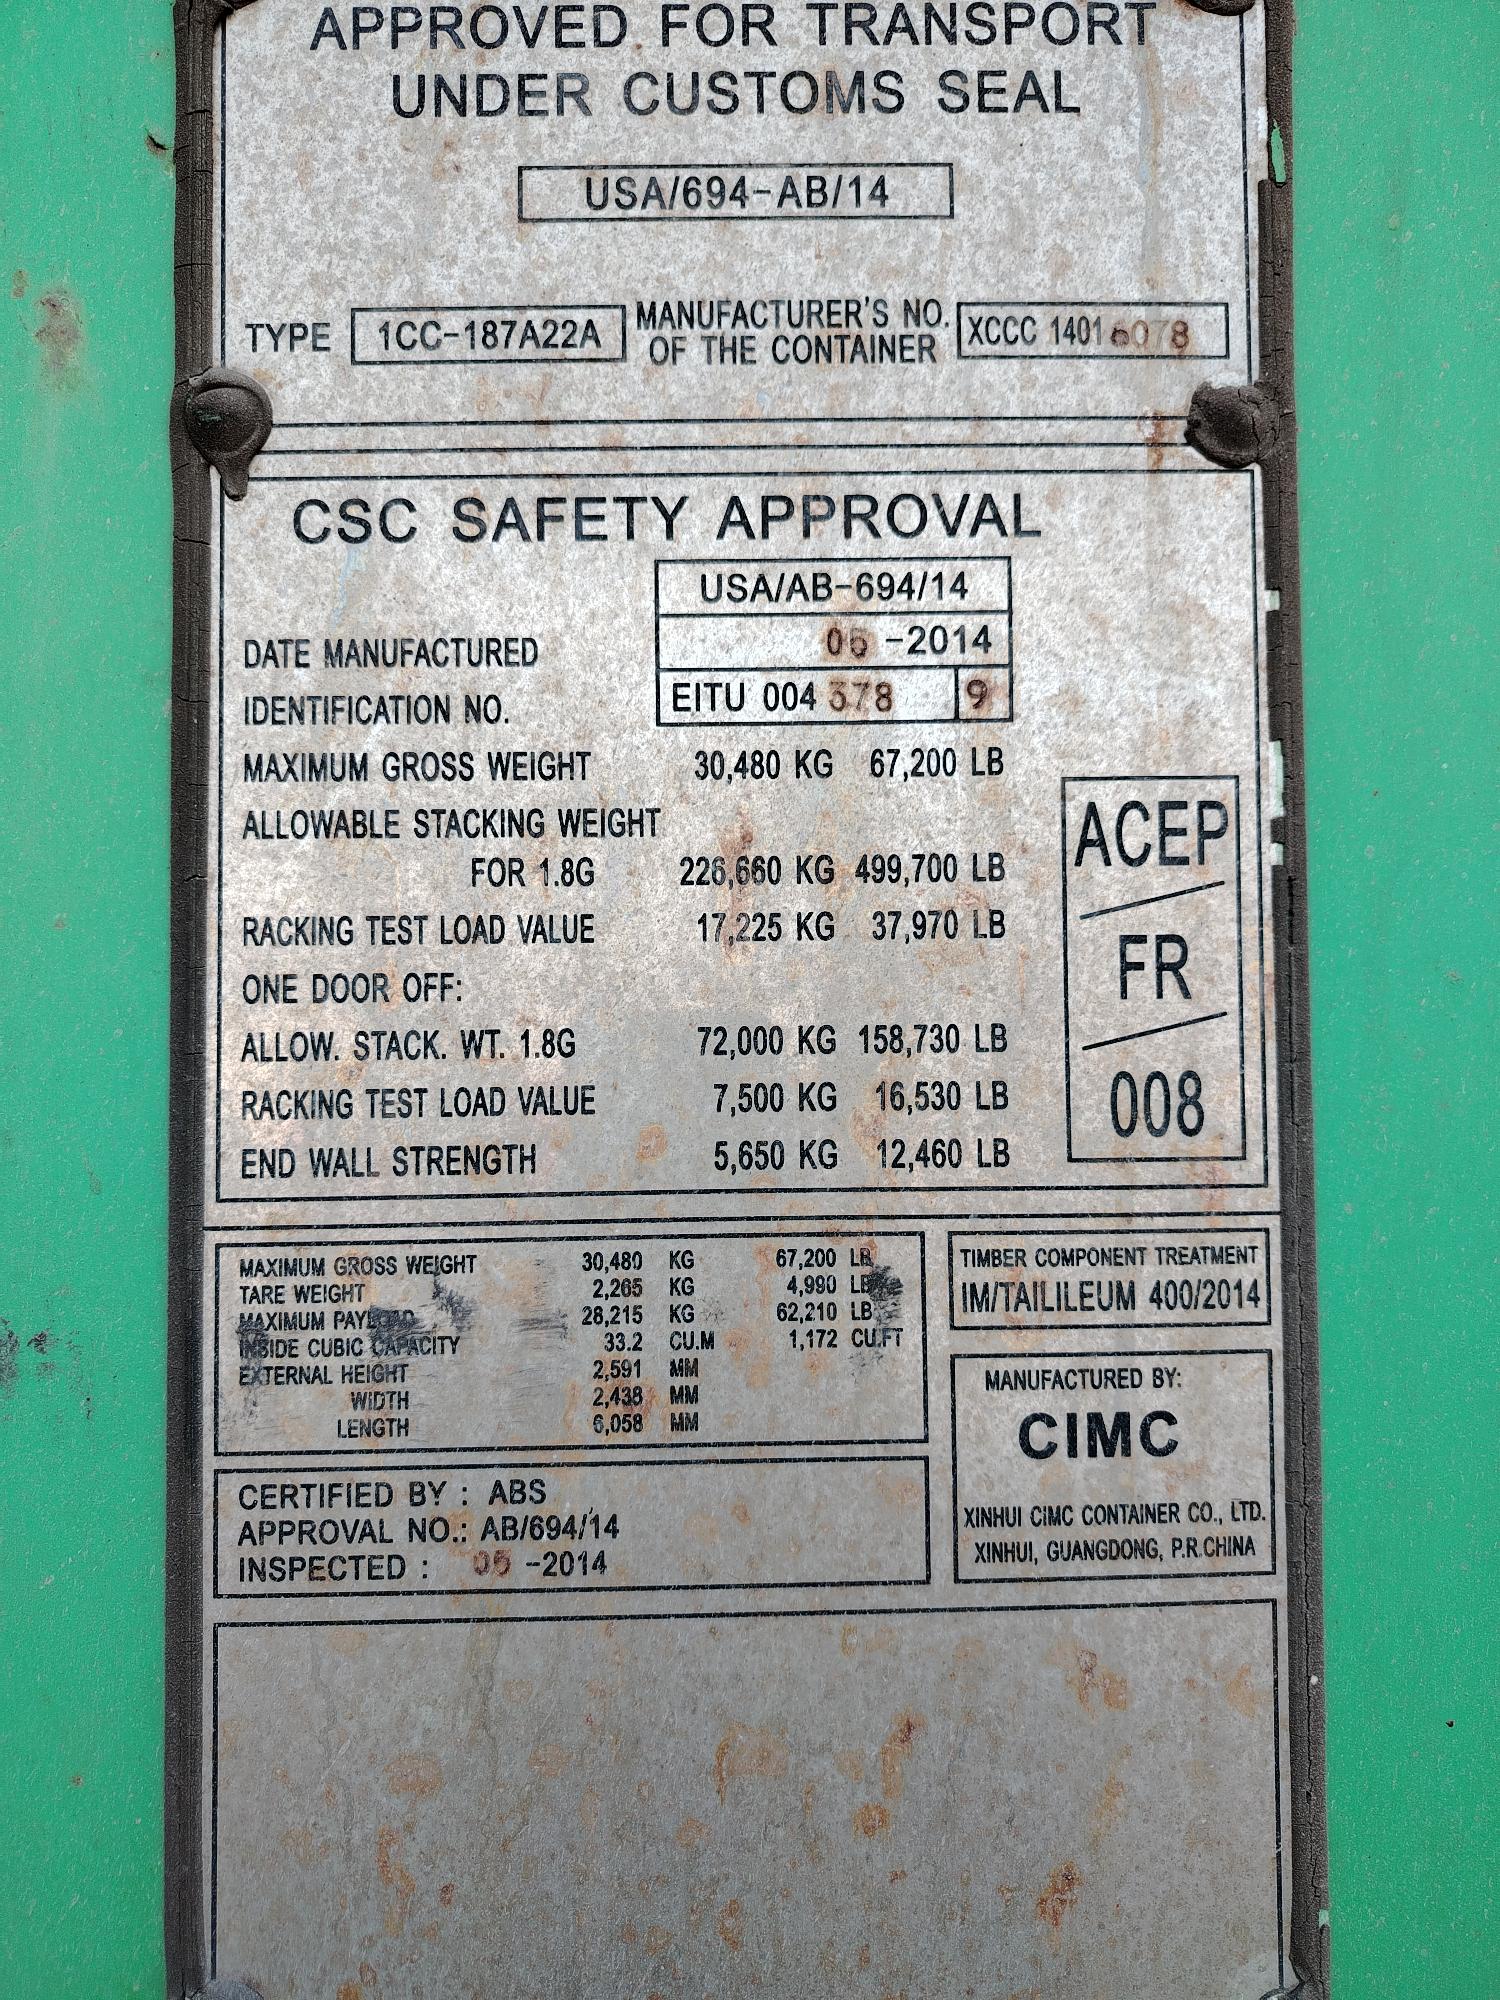 APPROVED FOR TRANSPORT
UNDER CUSTOMS SEAL
USA/694-AB/14
TYPE 1CC-187A22A MANUFACTURER'S NO. OF THE CONTAINER XCCC 14016078
CSC SAFETY APPROVAL
USA/AB-694/14
DATE MANUFACTURED -2014
IDENTIFICATION NO. EITU 004 378 9
MAXIMUM GROSS WEIGHT 30,480 KG 67,200 LB
ALLOWABLE STACKING WEIGHT
FOR 1.8G 226,660 KG 499,700 LB
RACKING TEST LOAD VALUE 17,225 KG 37,970 LB
ONE DOOR OFF:
ALLOW. STACK. WT. 1.8G 72,000 KG 158,730 LB
RACKING TEST LOAD VALUE 7,500 KG 16,530 LB
END WALL STRENGTH 5,650 KG 12,460 LB
ACEP
/
FR
/
008
MAXIMUM GROSS WEIGHT 30,480 KG 67,200 LB
TARE WEIGHT 2,265 KG 4,990 LB
MAXIMUM PAYLOAD 28,215 KG 62,210 LB
INSIDE CUBIC CAPACITY 33.2 CU.M 1,172 CU.FT
EXTERNAL HEIGHT 2,591 MM
WIDTH 2,438 MM
LENGTH 6,058 MM
TIMBER COMPONENT TREATMENT
IM/TAILILEUM 400/2014
MANUFACTURED BY:
CIMC
XINHUI CIMC CONTAINER CO., LTD.
XINHUI, GUANGDONG, P.R.CHINA
CERTIFIED BY : ABS
APPROVAL NO.: AB/694/14
INSPECTED : -2014